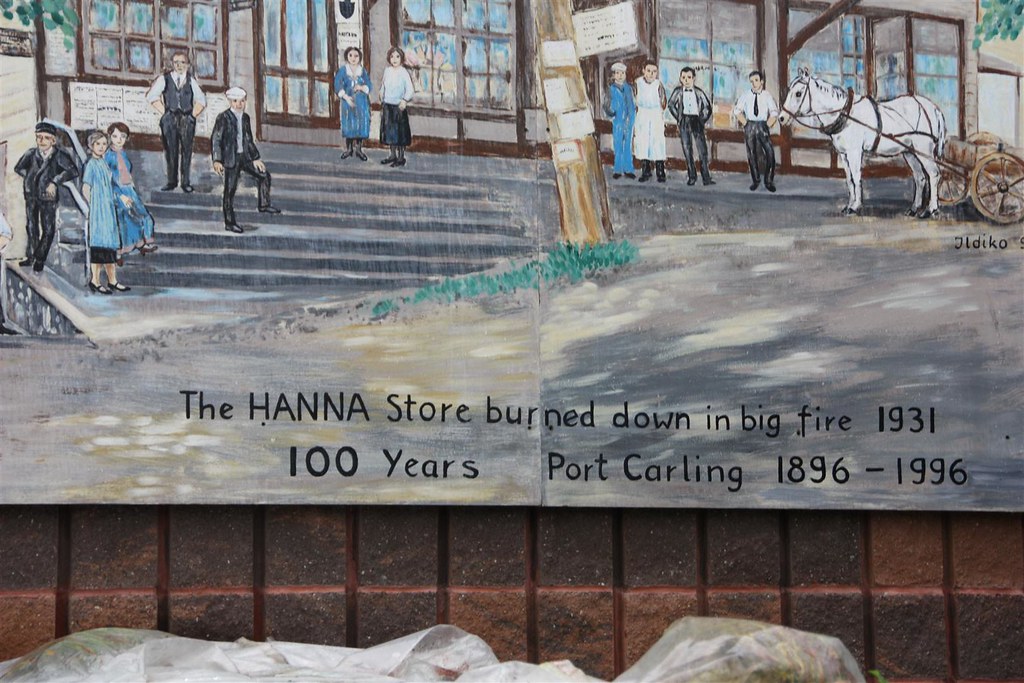 Ildiko S
The HANNA Store burned down in big fire 1931
100 Years Port Carling 1896 - 1996